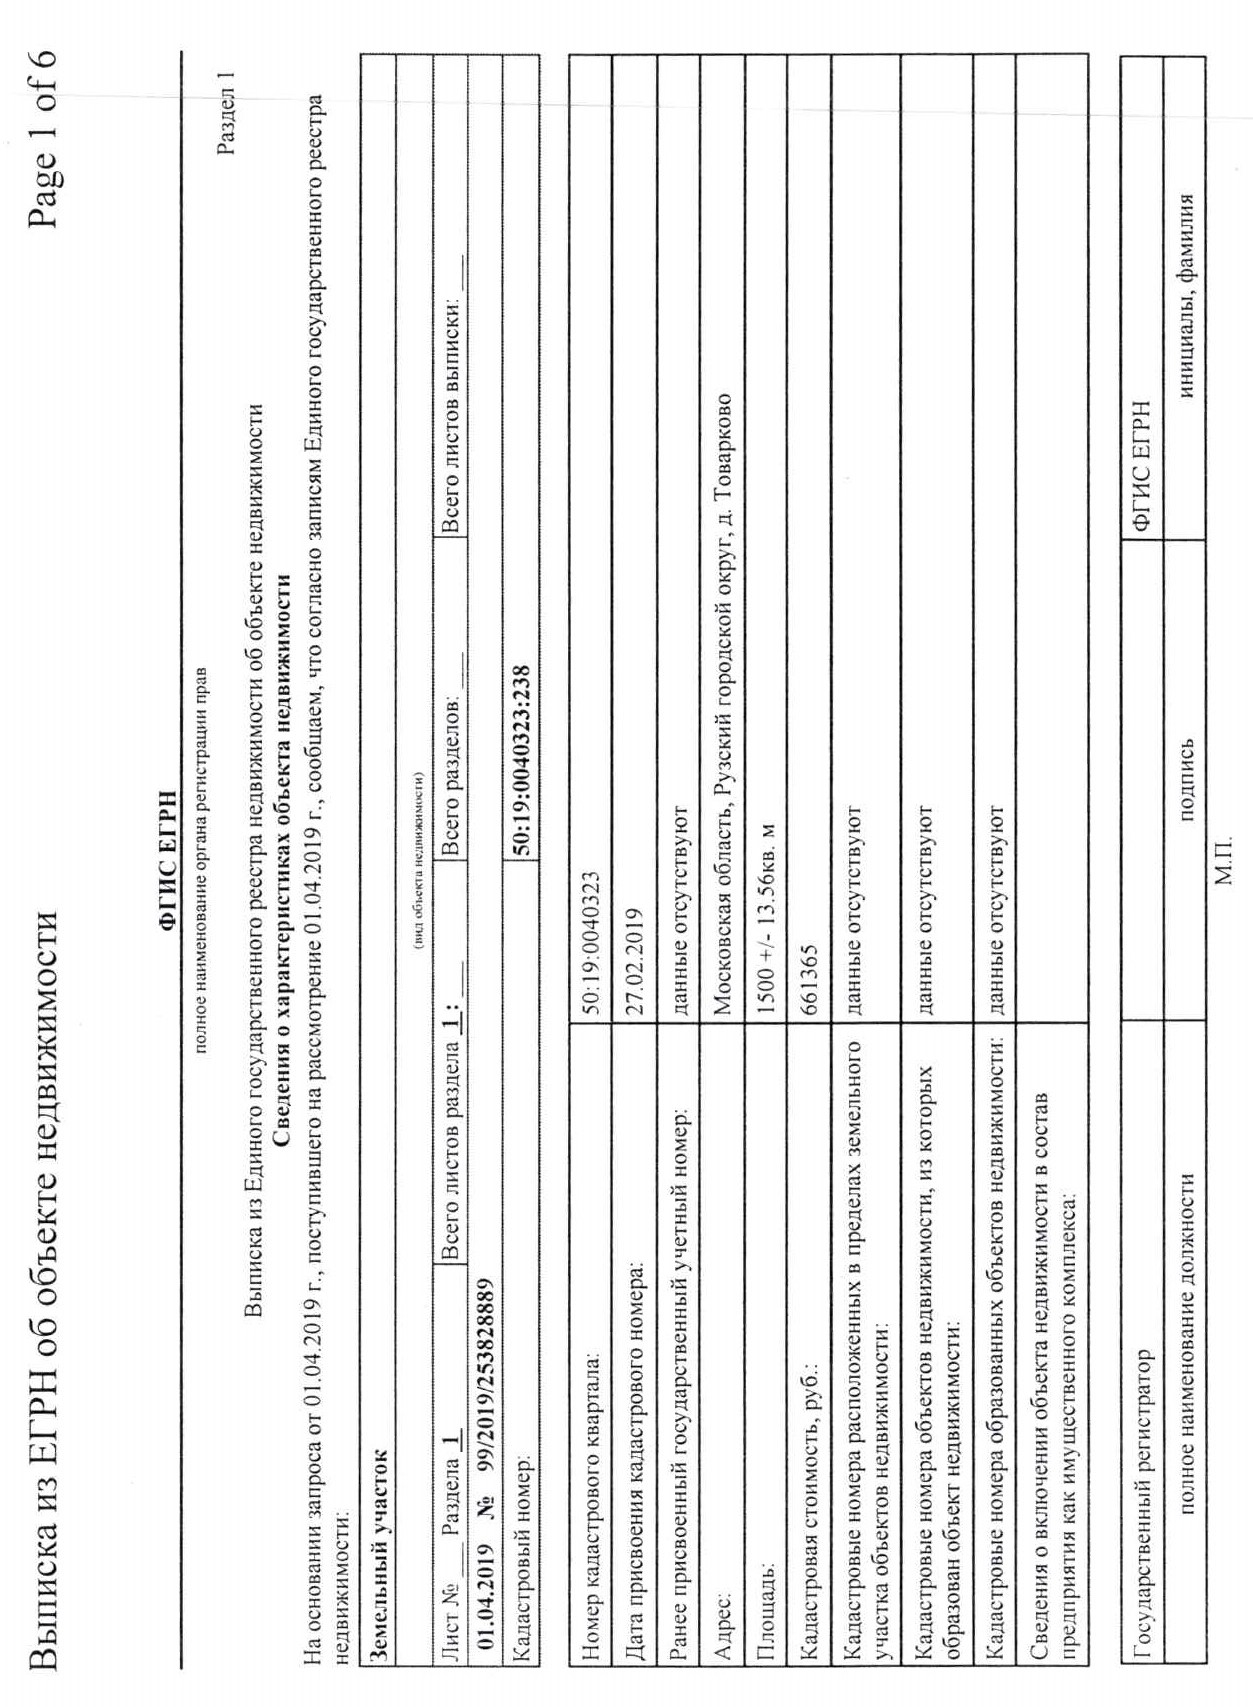 Выписка из ЕГРН об объекте недвижимости Page 1 of 6
ФГИС ЕГРН
полное наименование органа регистрации прав
Раздел 1
Выписка из Единого государственного реестра недвижимости об объекте недвижимости
Сведения о характеристиках объекта недвижимости
На основании запроса от 01.04.2019 г., поступившего на рассмотрение 01.04.2019 г., сообщаем, что согласно записям Единого государственного реестра
недвижимости:
Земельный участок
(вид объекта недвижимости)
Лист № ___ Раздела 1 Всего листов раздела 1 : ___ Всего разделов: ___ Всего листов выписки: ___
01.04.2019 № 99/2019/253828889
Кадастровый номер: 50:19:0040323:238
Номер кадастрового квартала: 50:19:0040323
Дата присвоения кадастрового номера: 27.02.2019
Ранее присвоенный государственный учетный номер: данные отсутствуют
Адрес: Московская область, Рузский городской округ, д. Товарково
Площадь: 1500 +/- 13.56кв. м
Кадастровая стоимость, руб.: 661365
Кадастровые номера расположенных в пределах земельного данные отсутствуют
участка объектов недвижимости:
Кадастровые номера объектов недвижимости, из которых данные отсутствуют
образован объект недвижимости:
Кадастровые номера образованных объектов недвижимости: данные отсутствуют
Сведения о включении объекта недвижимости в состав
предприятия как имущественного комплекса:
Государственный регистратор ФГИС ЕГРН
полное наименование должности подпись инициалы, фамилия
М.П.